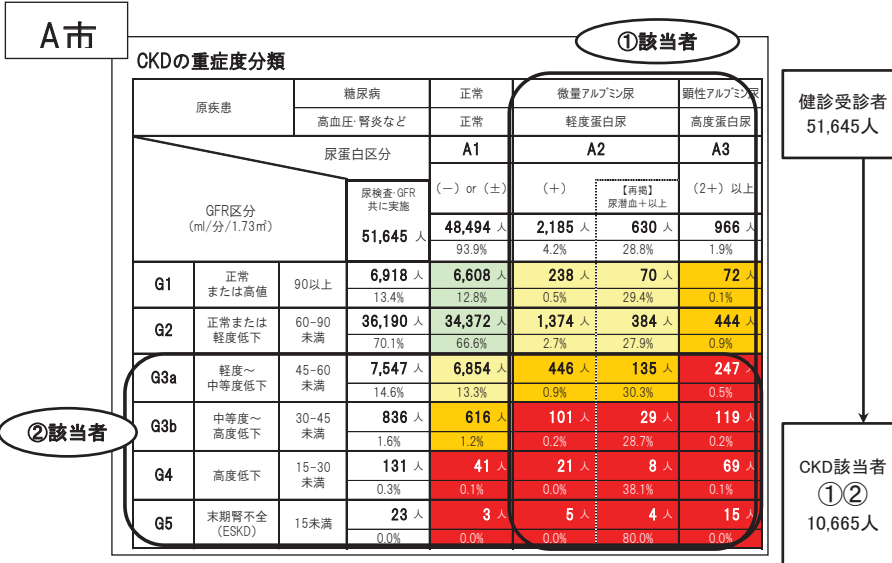 A市
①該当者
CKDの重症度分類
原疾患 糖尿病 正常 微量アルブミン尿 顕性アルブミン尿
高血圧・腎炎など 正常 軽度蛋白尿 高度蛋白尿
尿蛋白区分 A1 A2 A3
GFR区分
(ml/分/1.73㎡)
尿検査・GFR
共に実施
(－) or (±) (＋) 【再掲】
尿潜血＋以上
(2＋) 以上
51,645 人 48,494 人 2,185 人 630 人 966 人
93.9% 4.2% 28.8% 1.9%
G1 正常
または高値
90以上 6,918 人 6,608 人 238 人 70 人 72 人
13.4% 12.8% 0.5% 29.4% 0.1%
G2 正常または
軽度低下
60-90
未満
36,190 人 34,372 人 1,374 人 384 人 444 人
70.1% 66.6% 2.7% 27.9% 0.9%
G3a 軽度～
中等度低下
45-60
未満
7,547 人 6,854 人 446 人 135 人 247 人
14.6% 13.3% 0.9% 30.3% 0.5%
G3b 中等度～
高度低下
30-45
未満
836 人 616 人 101 人 29 人 119 人
1.6% 1.2% 0.2% 28.7% 0.2%
G4 高度低下 15-30
未満
131 人 41 人 21 人 8 人 69 人
0.3% 0.1% 0.0% 38.1% 0.1%
G5 末期腎不全
(ESKD)
15未満 23 人 3 人 5 人 4 人 15 人
0.0% 0.0% 0.0% 80.0% 0.0%
②該当者
健診受診者
51,645人
CKD該当者
①②
10,665人